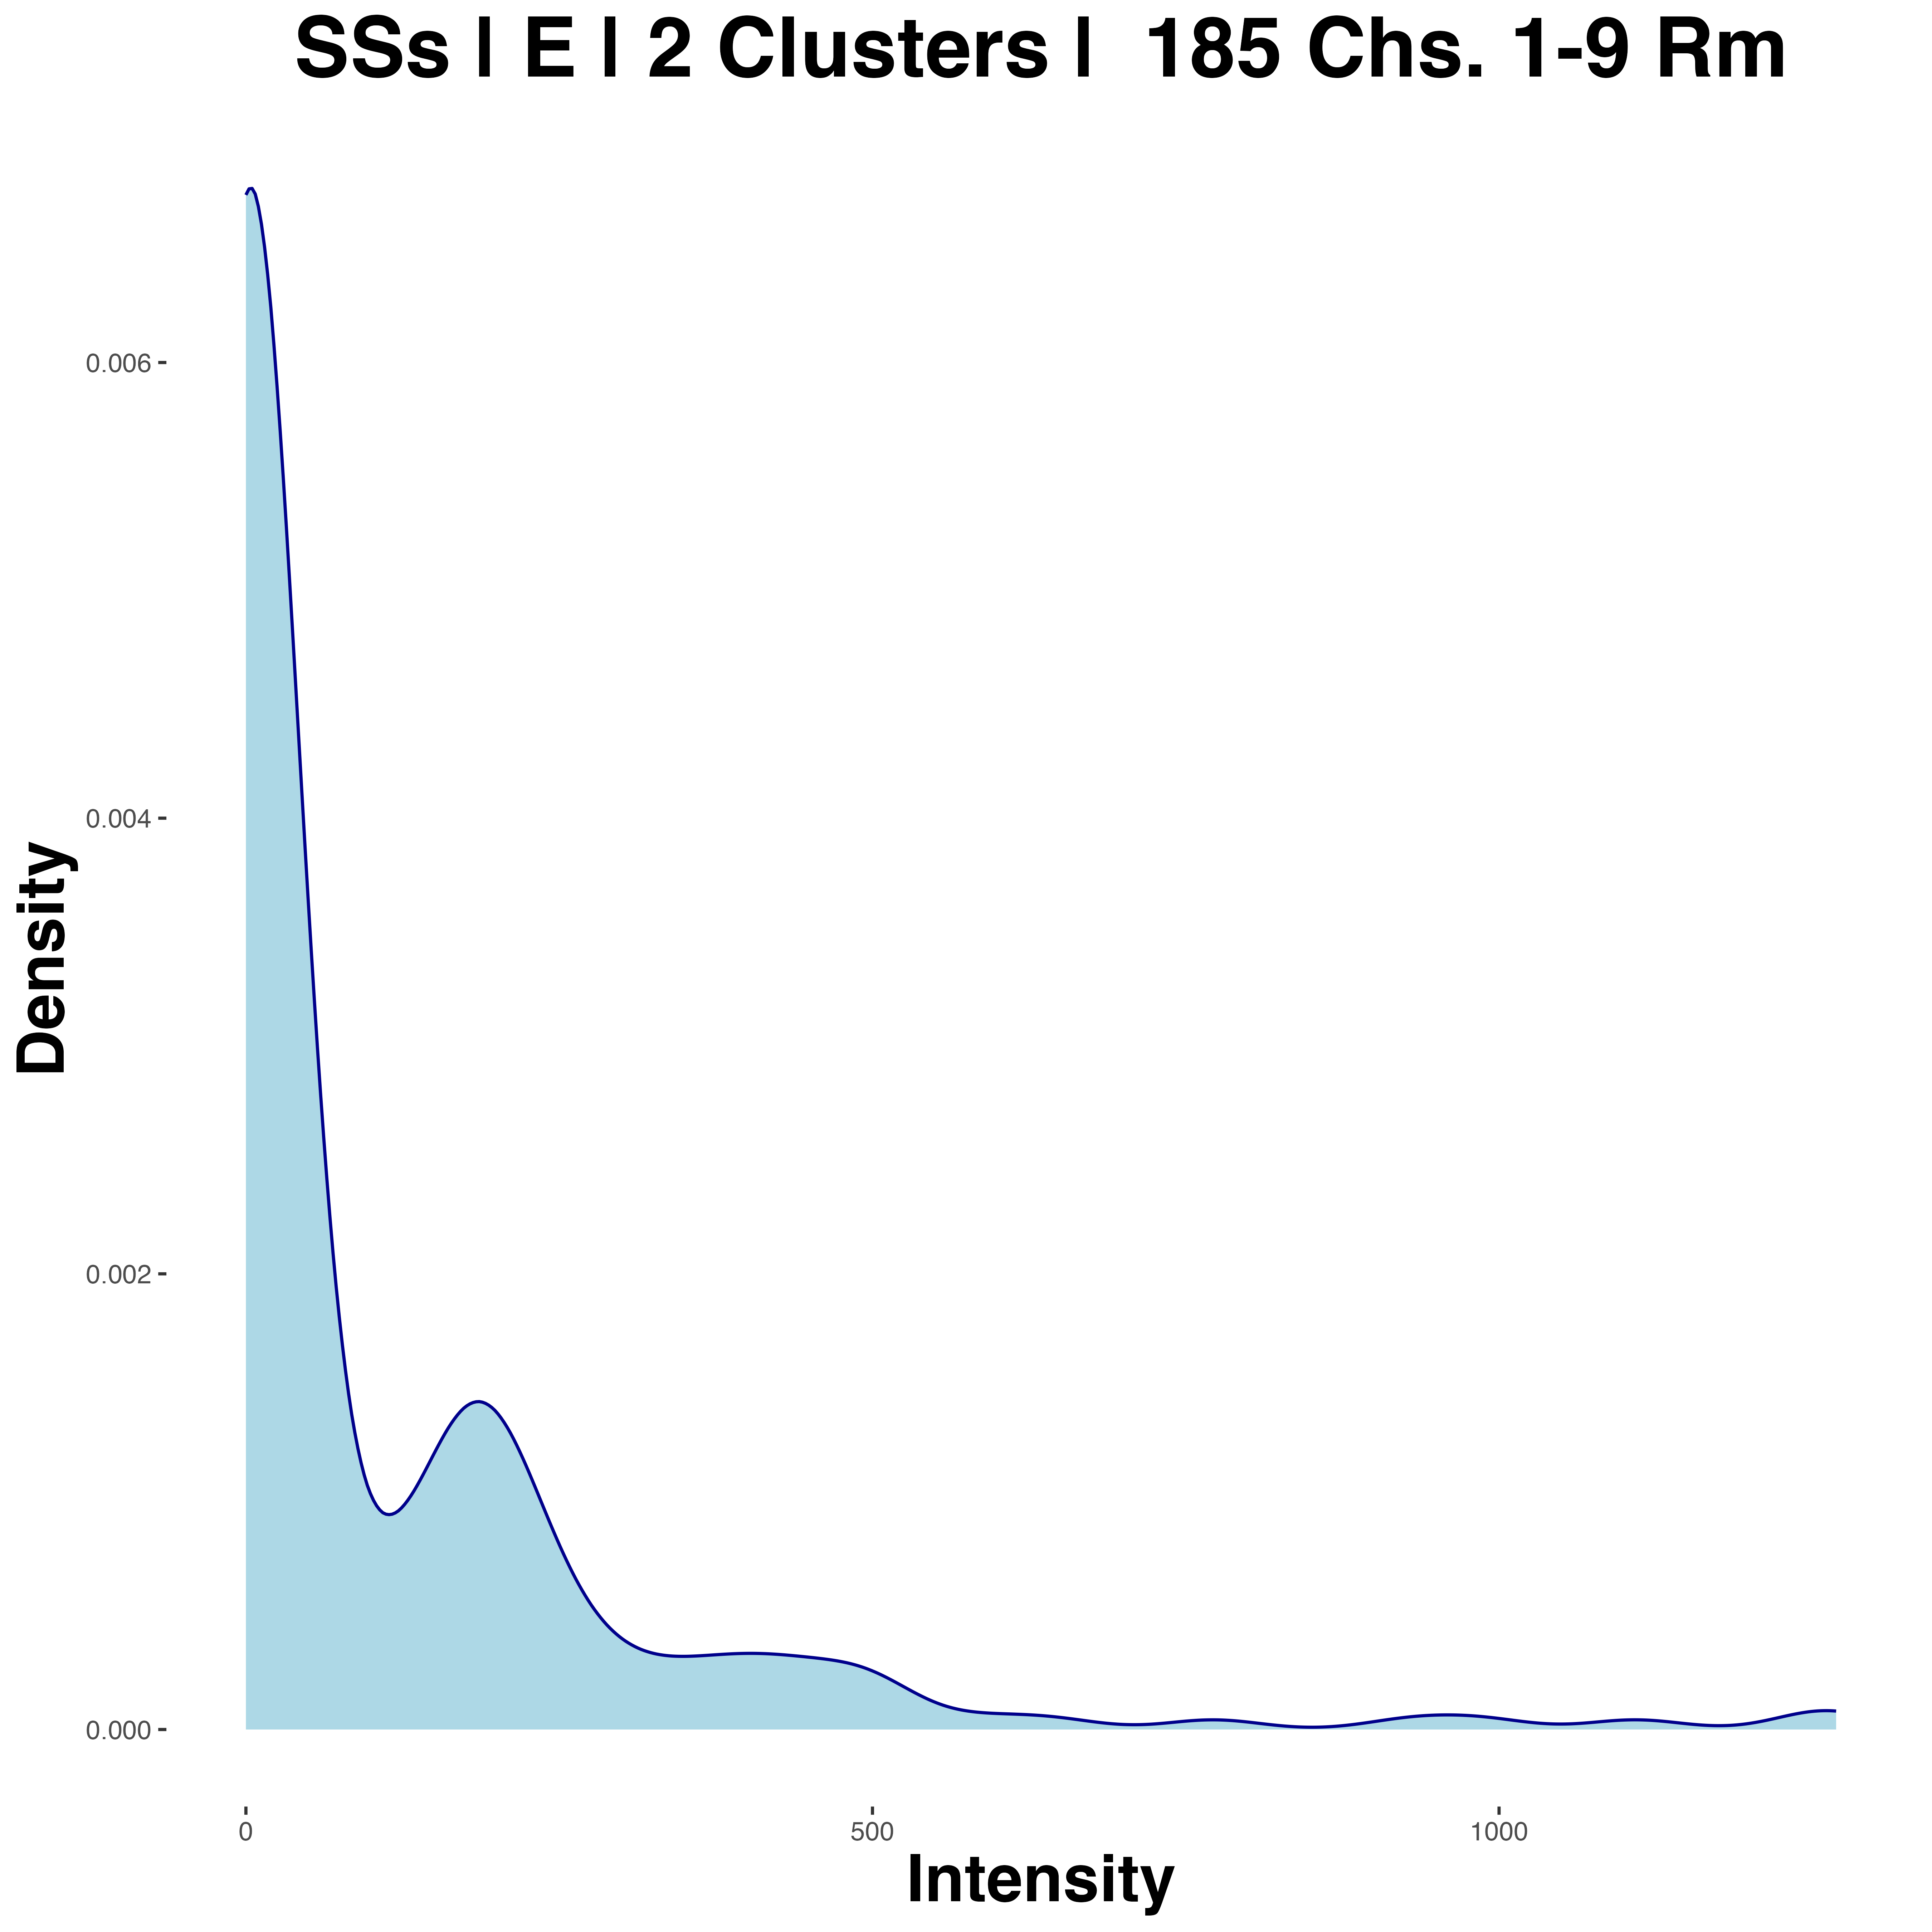 SSs | E | 2 Clusters |  185 Chs. 1-9 Rm
0.006
0.004
0.002
0.000
Density
0
500
1000
Intensity